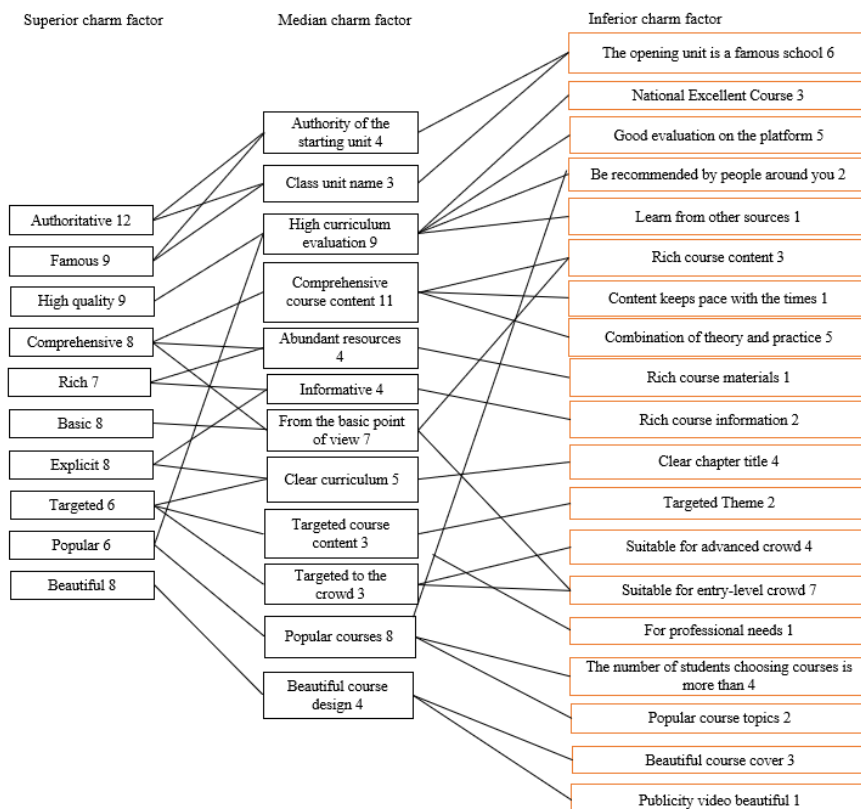 Superior charm factor
Median charm factor
Inferior charm factor
Authoritative 12
Famous 9
High quality 9
Comprehensive 8
Rich 7
Basic 8
Explicit 8
Targeted 6
Popular 6
Beautiful 8
Authority of the
starting unit 4
Class unit name 3
High curriculum
evaluation 9
Comprehensive
course content 11
Abundant resources
4
Informative 4
From the basic point
of view 7
Clear curriculum 5
Targeted course
content 3
Targeted to the
crowd 3
Popular courses 8
Beautiful course
design 4
The opening unit is a famous school 6
National Excellent Course 3
Good evaluation on the platform 5
Be recommended by people around you 2
Learn from other sources 1
Rich course content 3
Content keeps pace with the times 1
Combination of theory and practice 5
Rich course materials 1
Rich course information 2
Clear chapter title 4
Targeted Theme 2
Suitable for advanced crowd 4
Suitable for entry-level crowd 7
For professional needs 1
The number of students choosing courses is
more than 4
Popular course topics 2
Beautiful course cover 3
Publicity video beautiful 1